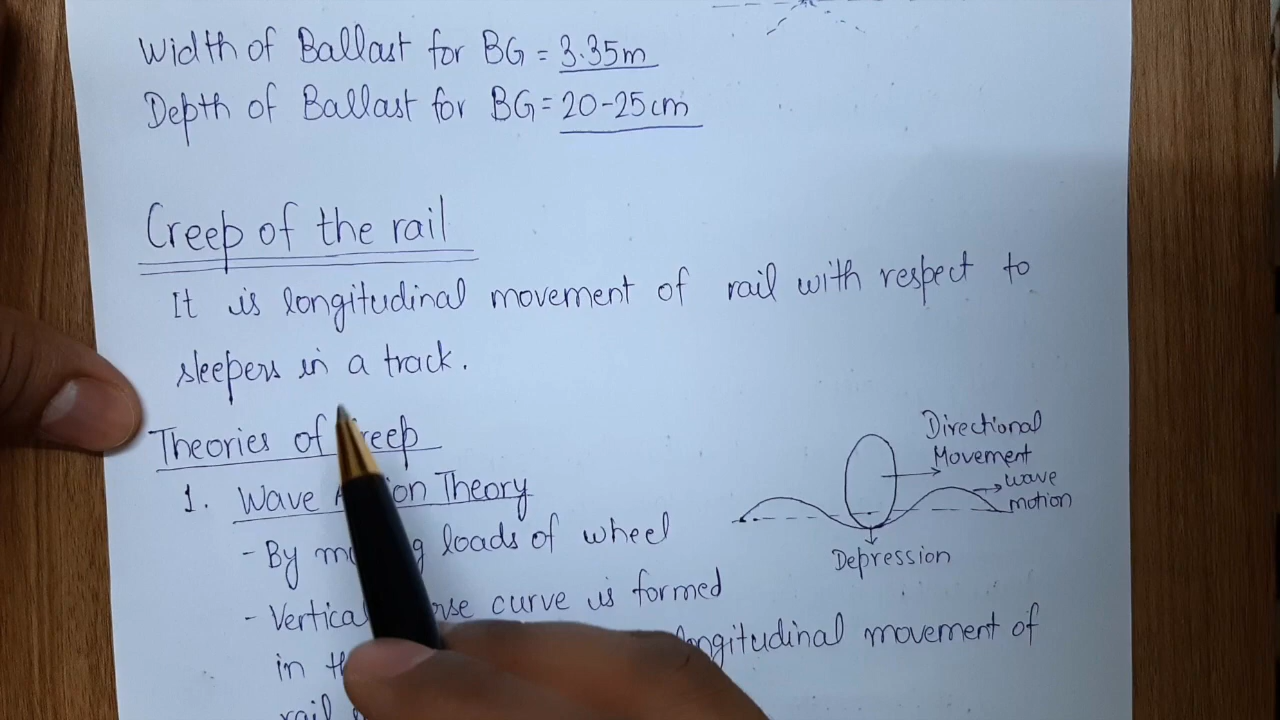 Width of Ballast for BG = 3.35m
Depth of Ballast for BG = 20-25cm
Creep of the rail
It is longitudinal movement of rail with respect to
sleepers in a track.
Theories of Creep
1. Wave Theory
- By loads of wheel
- curve is formed
in longitudinal movement of
rail
Directional
Movement
wave
motion
Depression